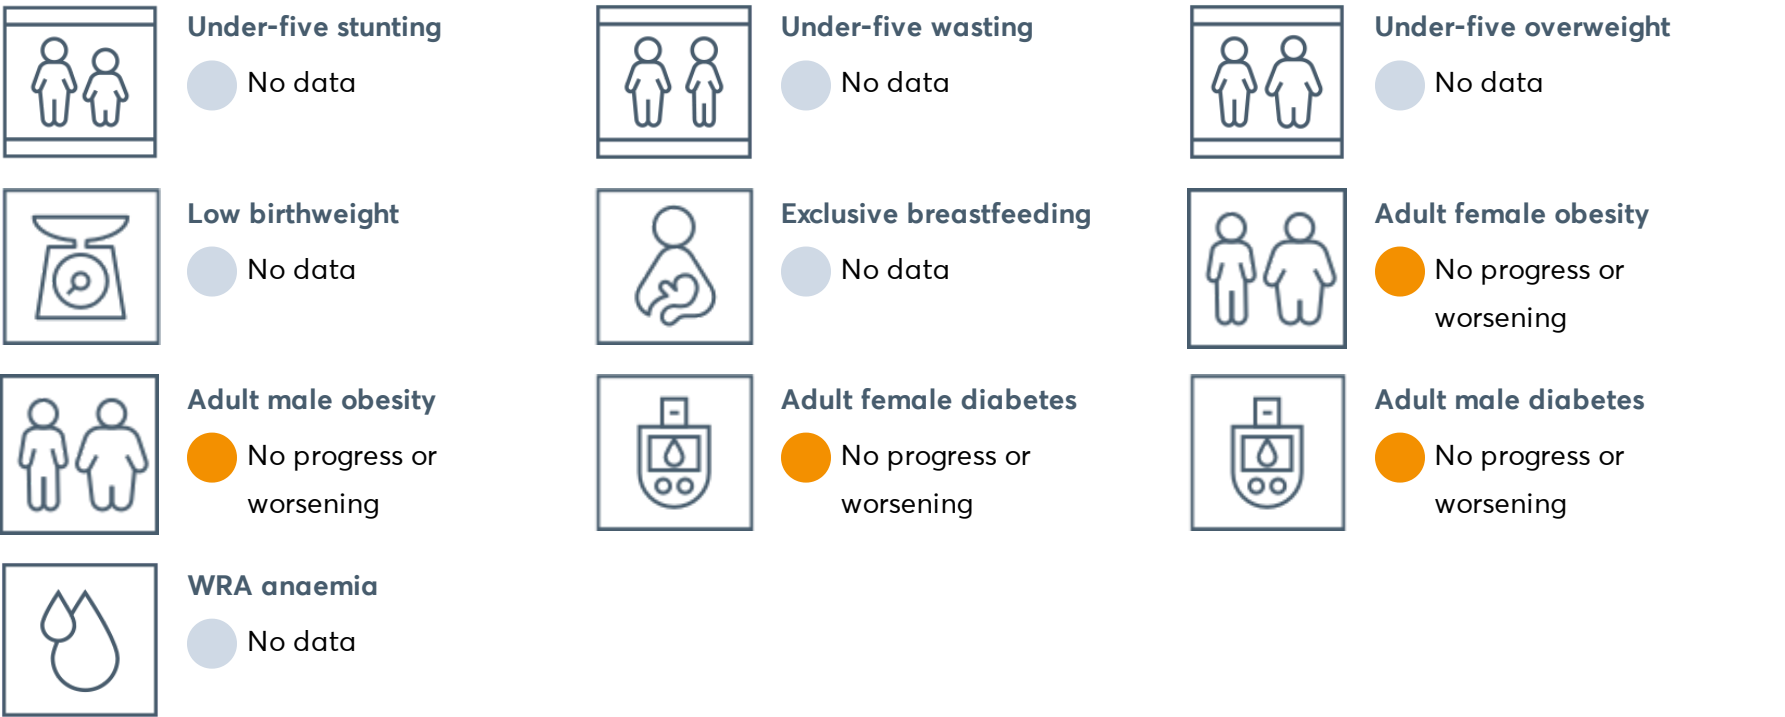 Under-five stunting
No data
Under-five wasting
No data
Under-five overweight
No data
Low birthweight
No data
Exclusive breastfeeding
No data
Adult female obesity
No progress or
worsening
Adult male obesity
No progress or
worsening
Adult female diabetes
No progress or
worsening
Adult male diabetes
No progress or
worsening
WRA anaemia
No data